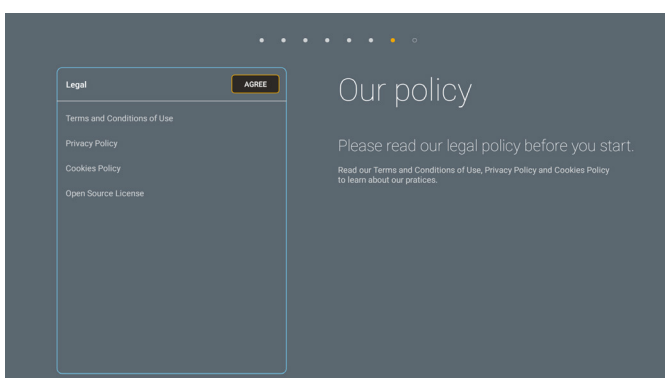 Legal
AGREE
Terms and Conditions of Use
Privacy Policy
Cookies Policy
Open Source License
Our policy
Please read our legal policy before you start.
Read our Terms and Conditions of Use, Privacy Policy and Cookies Policy
to learn about our pratices.